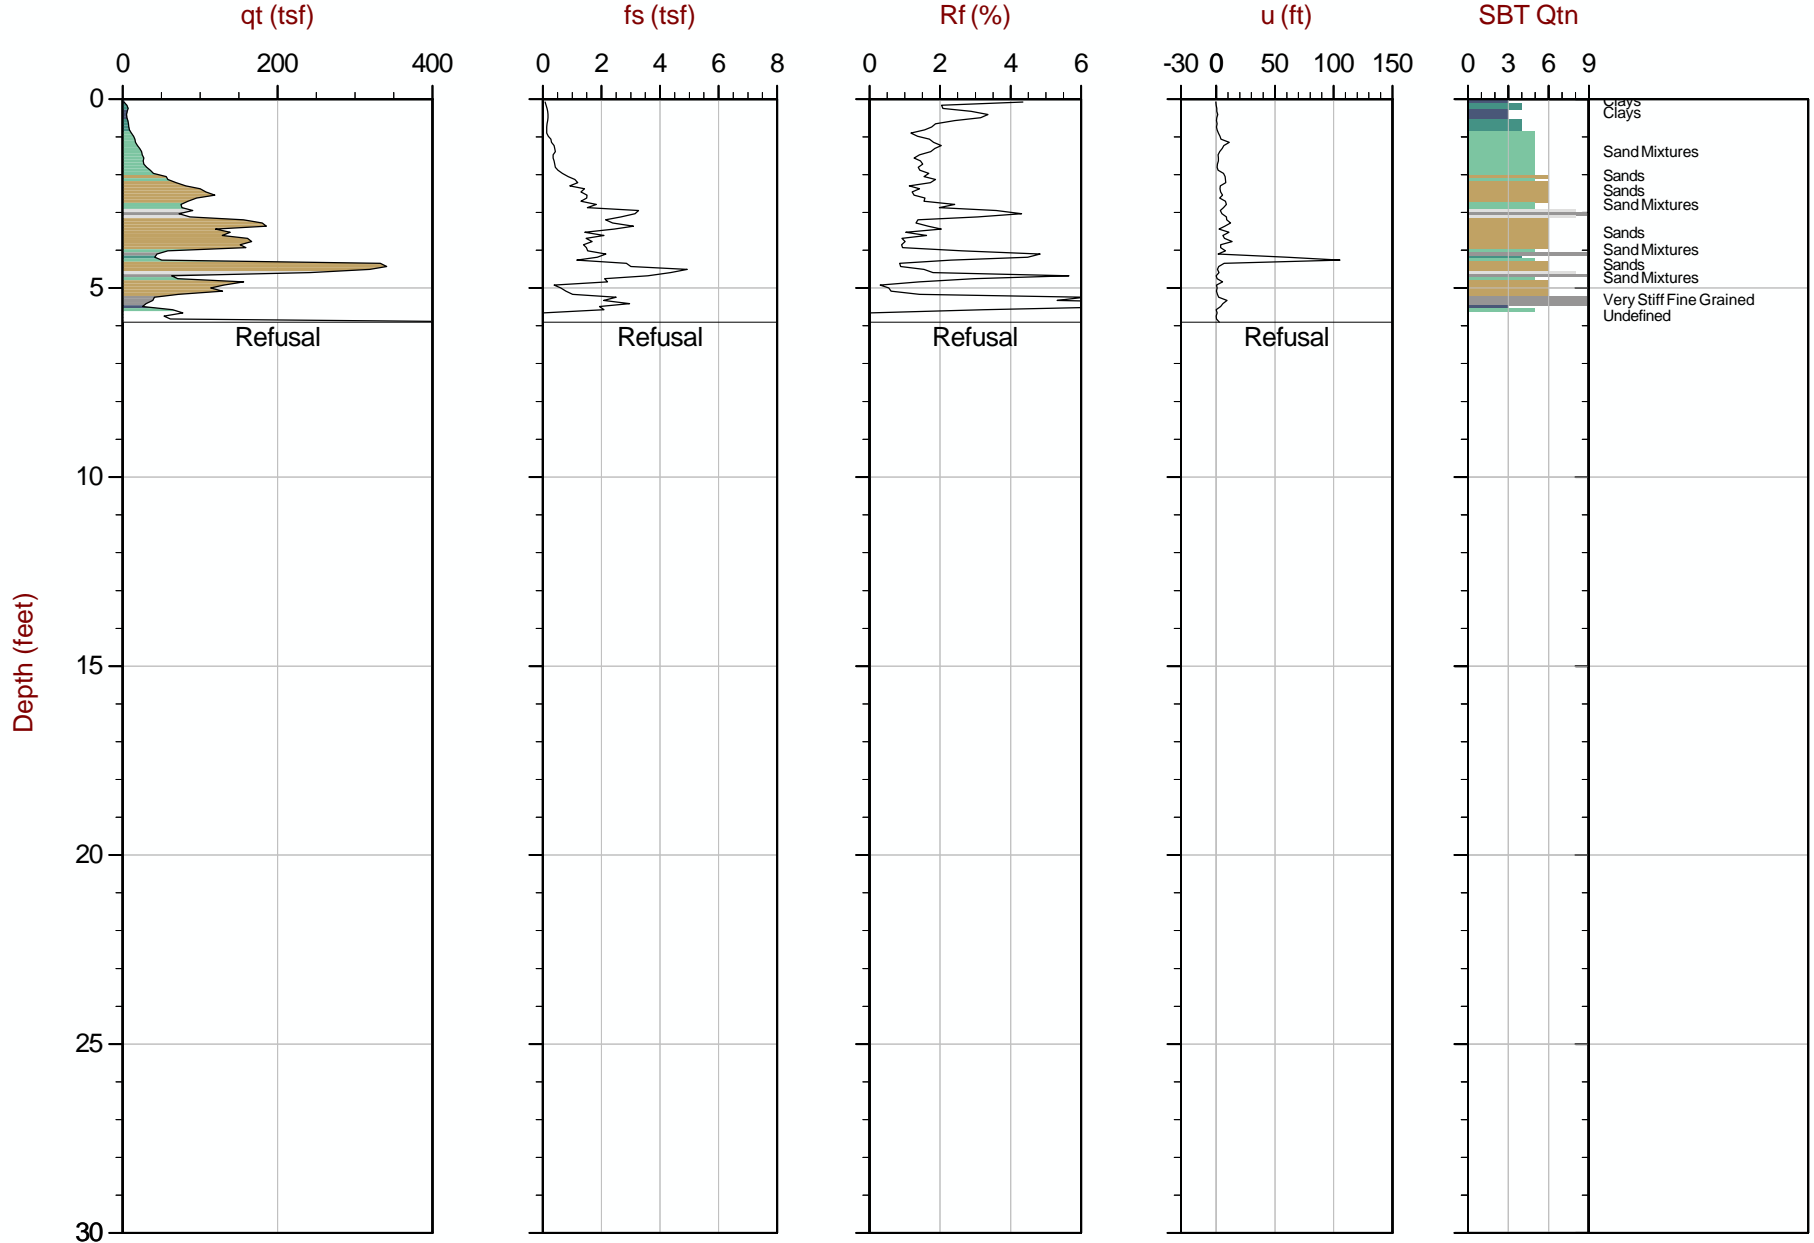 qt (tsf) fs (tsf) Rf (%) u (ft) SBT Qtn
0 200 400 0 2 4 6 8 0 2 4 6 -30 0 50 100 150 0 3 6 9
0
Clays
Clays
Sand Mixtures
Sands
Sands
Sand Mixtures
Sands
Sand Mixtures
Sands
Sand Mixtures
5
Very Stiff Fine Grained
Undefined
Refusal Refusal Refusal Refusal
10
15
20
25
30
Depth (feet)